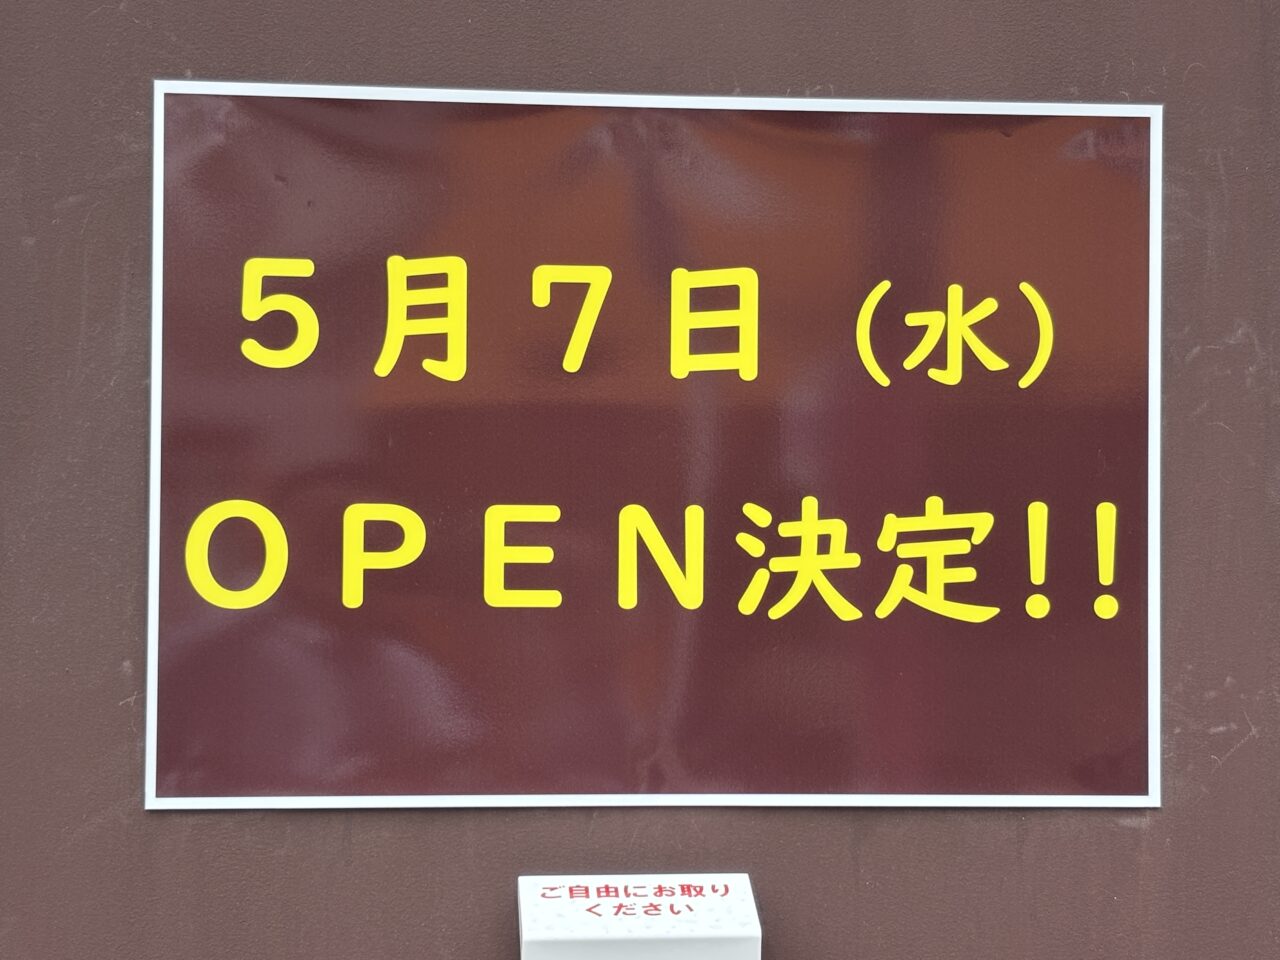 ５月７日（水）
ＯＰＥＮ決定！！
ご自由にお取り
ください